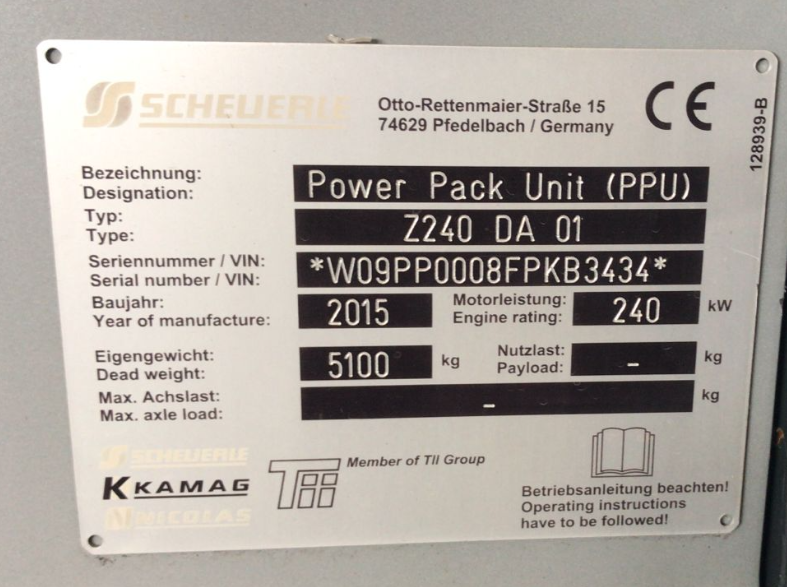 SCHEUERLE
Otto-Rettenmaier-Straße 15
74629 Pfedelbach / Germany
CE
128939-B
Bezeichnung:
Designation:
Power Pack Unit (PPU)
Typ:
Type:
Z240 DA 01
Seriennummer / VIN:
Serial number / VIN:
*W09PP0008FPKB3434*
Baujahr:
Year of manufacture:
2015
Motorleistung:
Engine rating:
240 kW
Eigengewicht:
Dead weight:
5100 kg
Nutzlast:
Payload:
- kg
Max. Achslast:
Max. axle load:
- kg
SCHEUERLE
KAMAG
NICOLAS
TII
Member of TII Group
Betriebsanleitung beachten!
Operating instructions
have to be followed!